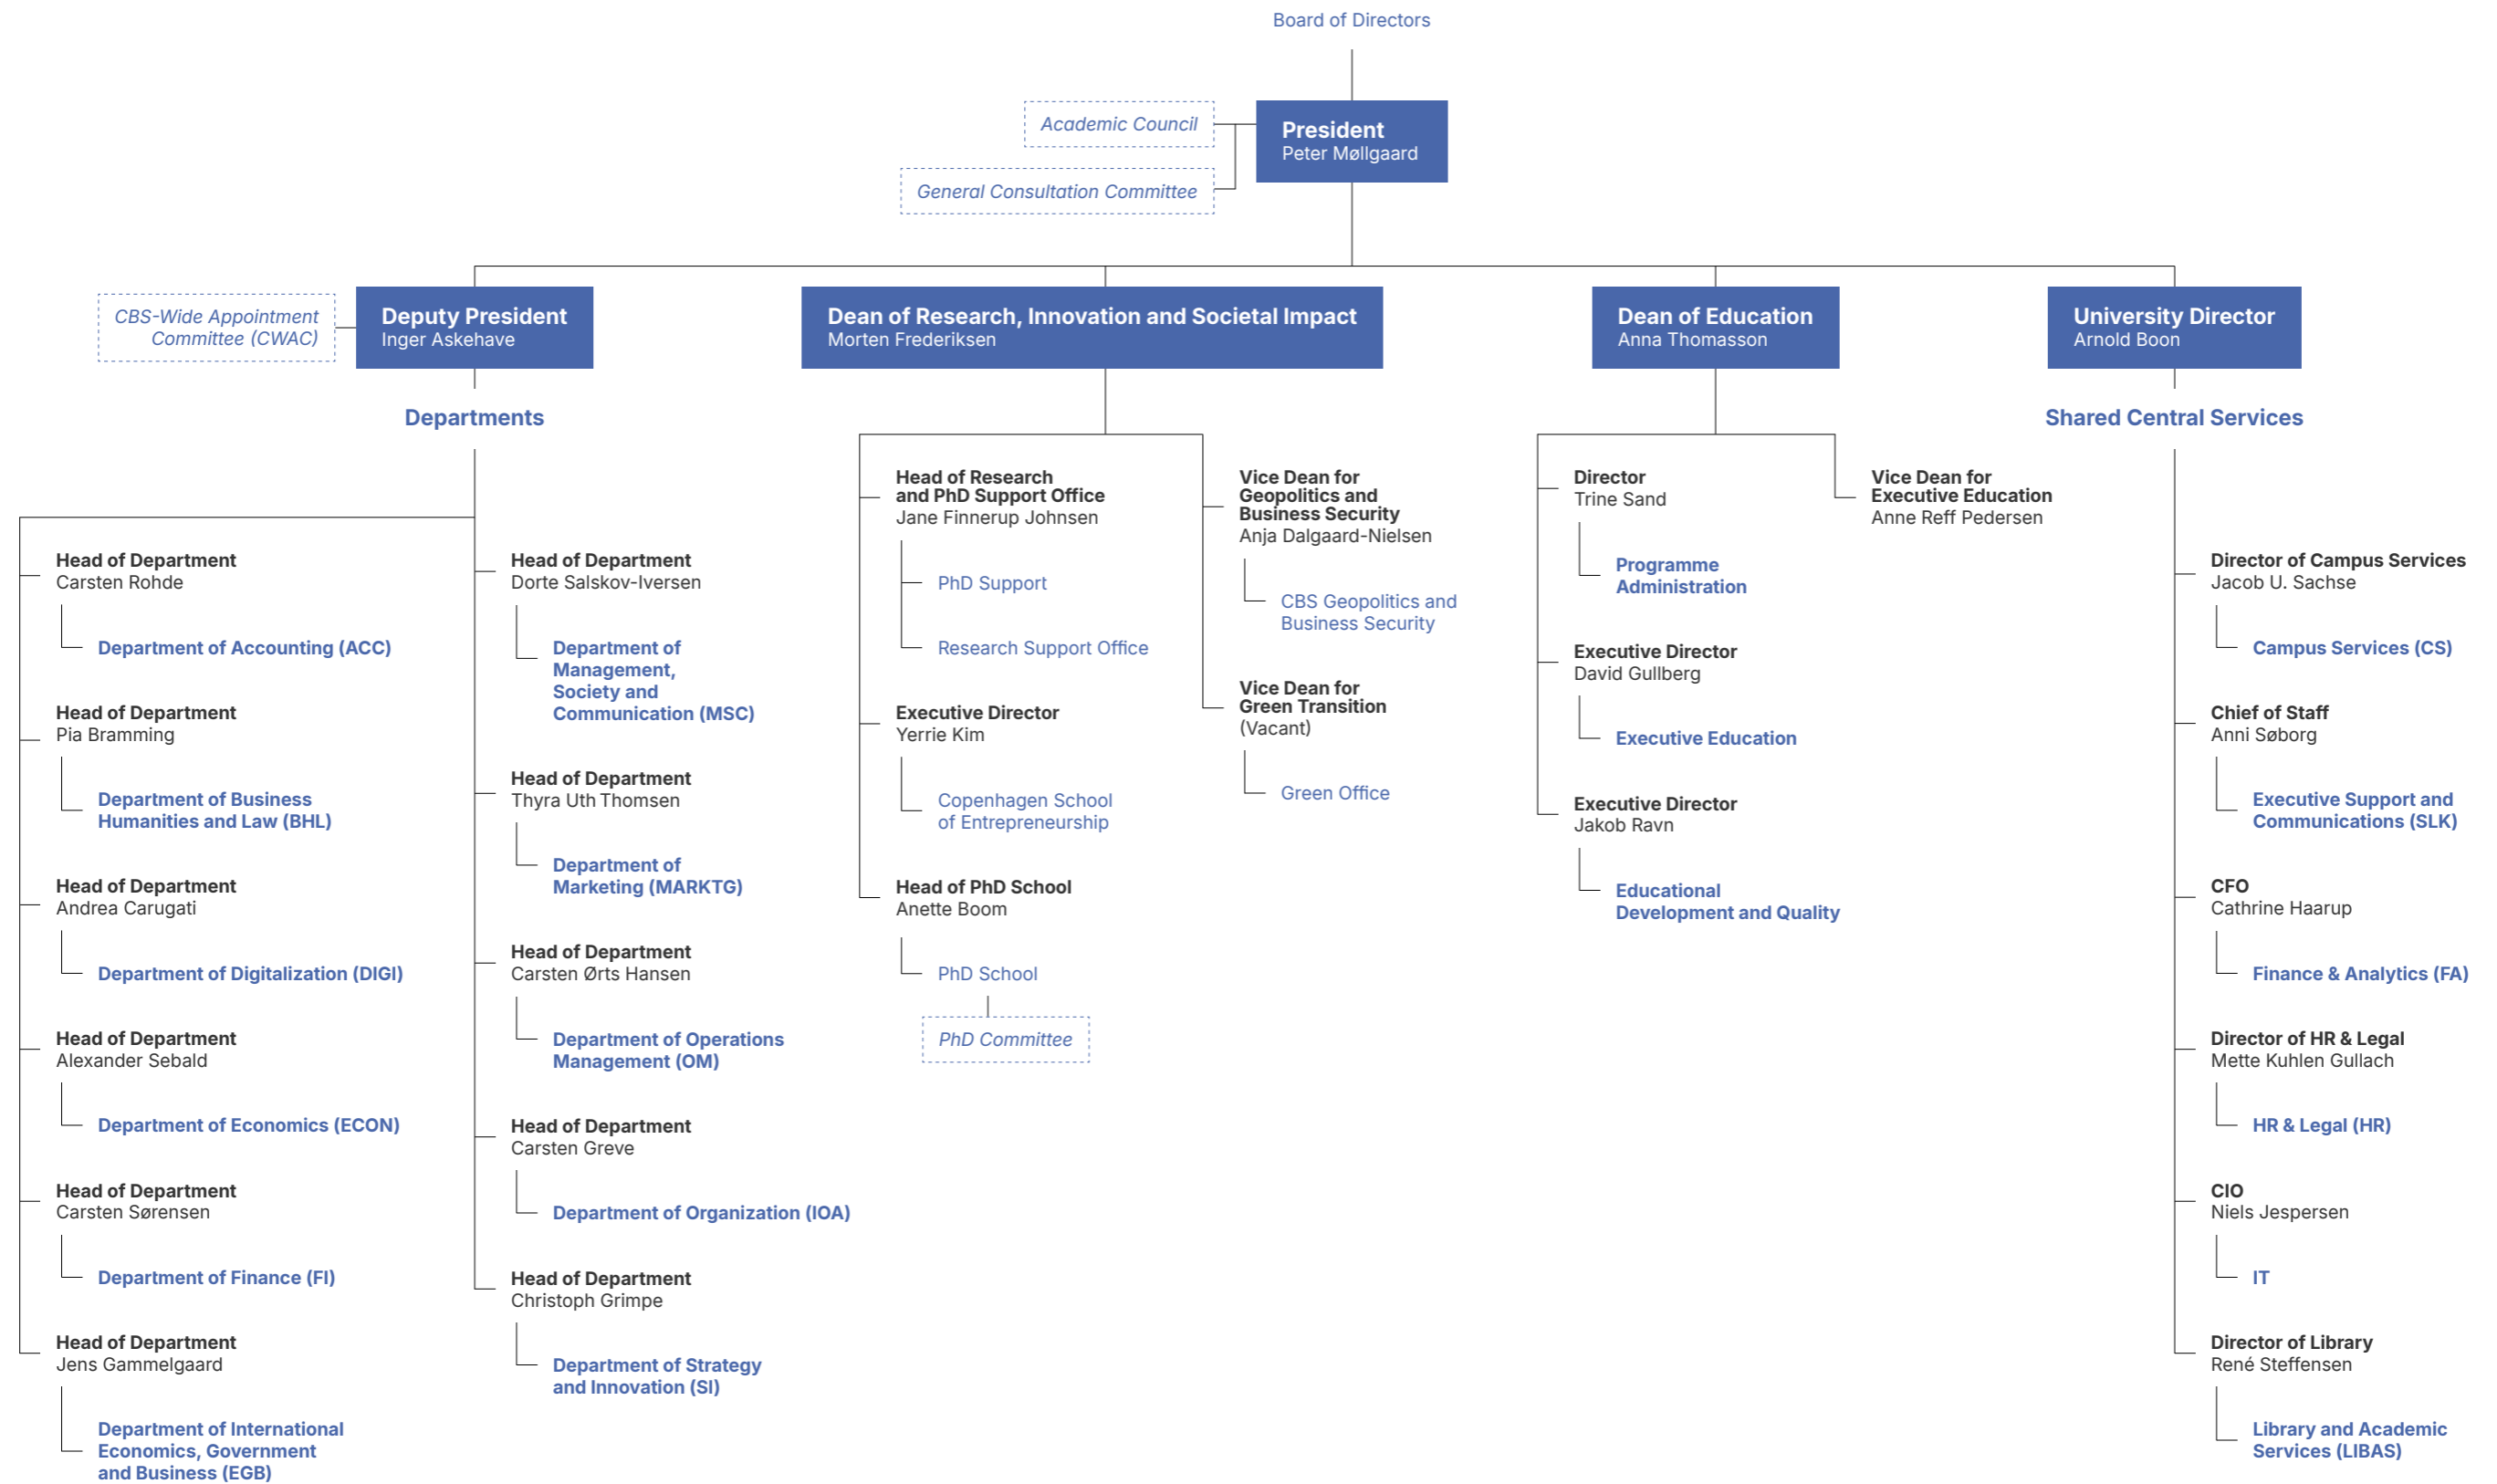 Board of Directors
Academic Council
President
Peter Møllgaard
General Consultation Committee
CBS-Wide Appointment
Committee (CWAC)
Deputy President
Inger Askehave
Dean of Research, Innovation and Societal Impact
Morten Frederiksen
Dean of Education
Anna Thomasson
University Director
Arnold Boon
Departments
Head of Department
Carsten Rohde
Department of Accounting (ACC)
Head of Department
Pia Bramming
Department of Business
Humanities and Law (BHL)
Head of Department
Andrea Carugati
Department of Digitalization (DIGI)
Head of Department
Alexander Sebald
Department of Economics (ECON)
Head of Department
Carsten Sørensen
Department of Finance (FI)
Head of Department
Jens Gammelgaard
Department of International
Economics, Government
and Business (EGB)
Head of Department
Dorte Salskov-Iversen
Department of
Management,
Society and
Communication (MSC)
Head of Department
Thyra Uth Thomsen
Department of
Marketing (MARKTG)
Head of Department
Carsten Ørts Hansen
Department of Operations
Management (OM)
Head of Department
Carsten Greve
Department of Organization (IOA)
Head of Department
Christoph Grimpe
Department of Strategy
and Innovation (SI)
Head of Research
and PhD Support Office
Jane Finnerup Johnsen
PhD Support
Research Support Office
Executive Director
Yerrie Kim
Copenhagen School
of Entrepreneurship
Head of PhD School
Anette Boom
PhD School
PhD Committee
Vice Dean for
Geopolitics and
Business Security
Anja Dalgaard-Nielsen
CBS Geopolitics and
Business Security
Vice Dean for
Green Transition
(Vacant)
Green Office
Director
Trine Sand
Programme
Administration
Executive Director
David Gullberg
Executive Education
Executive Director
Jakob Ravn
Educational
Development and Quality
Vice Dean for
Executive Education
Anne Reff Pedersen
Shared Central Services
Director of Campus Services
Jacob U. Sachse
Campus Services (CS)
Chief of Staff
Anni Søborg
Executive Support and
Communications (SLK)
CFO
Cathrine Haarup
Finance & Analytics (FA)
Director of HR & Legal
Mette Kuhlen Gullach
HR & Legal (HR)
CIO
Niels Jespersen
IT
Director of Library
René Steffensen
Library and Academic
Services (LIBAS)